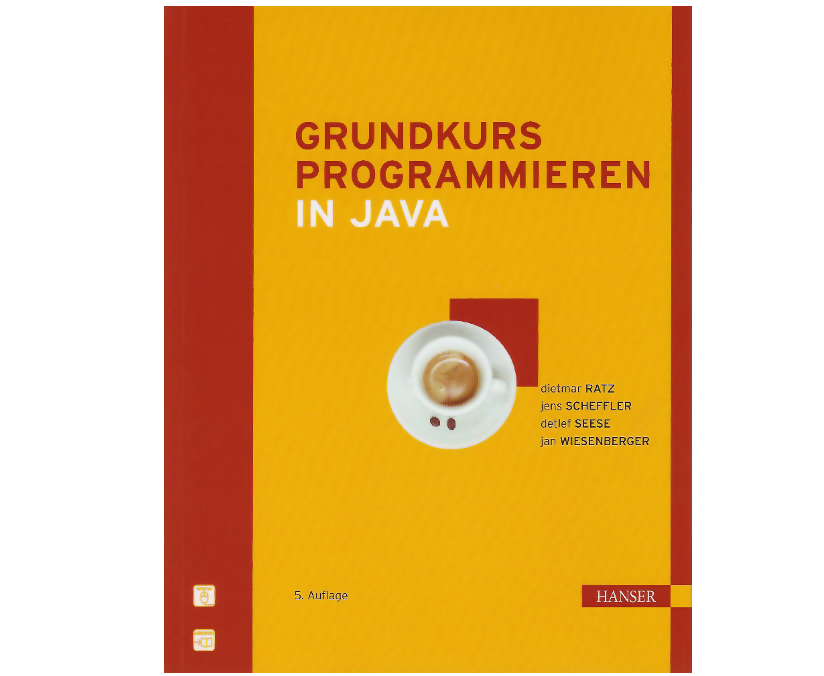 GRUNDKURS
PROGRAMMIEREN
IN JAVA
dietmar RATZ
jens SCHEFFLER
detlef SEESE
jan WIESENBERGER
5. Auflage
HANSER